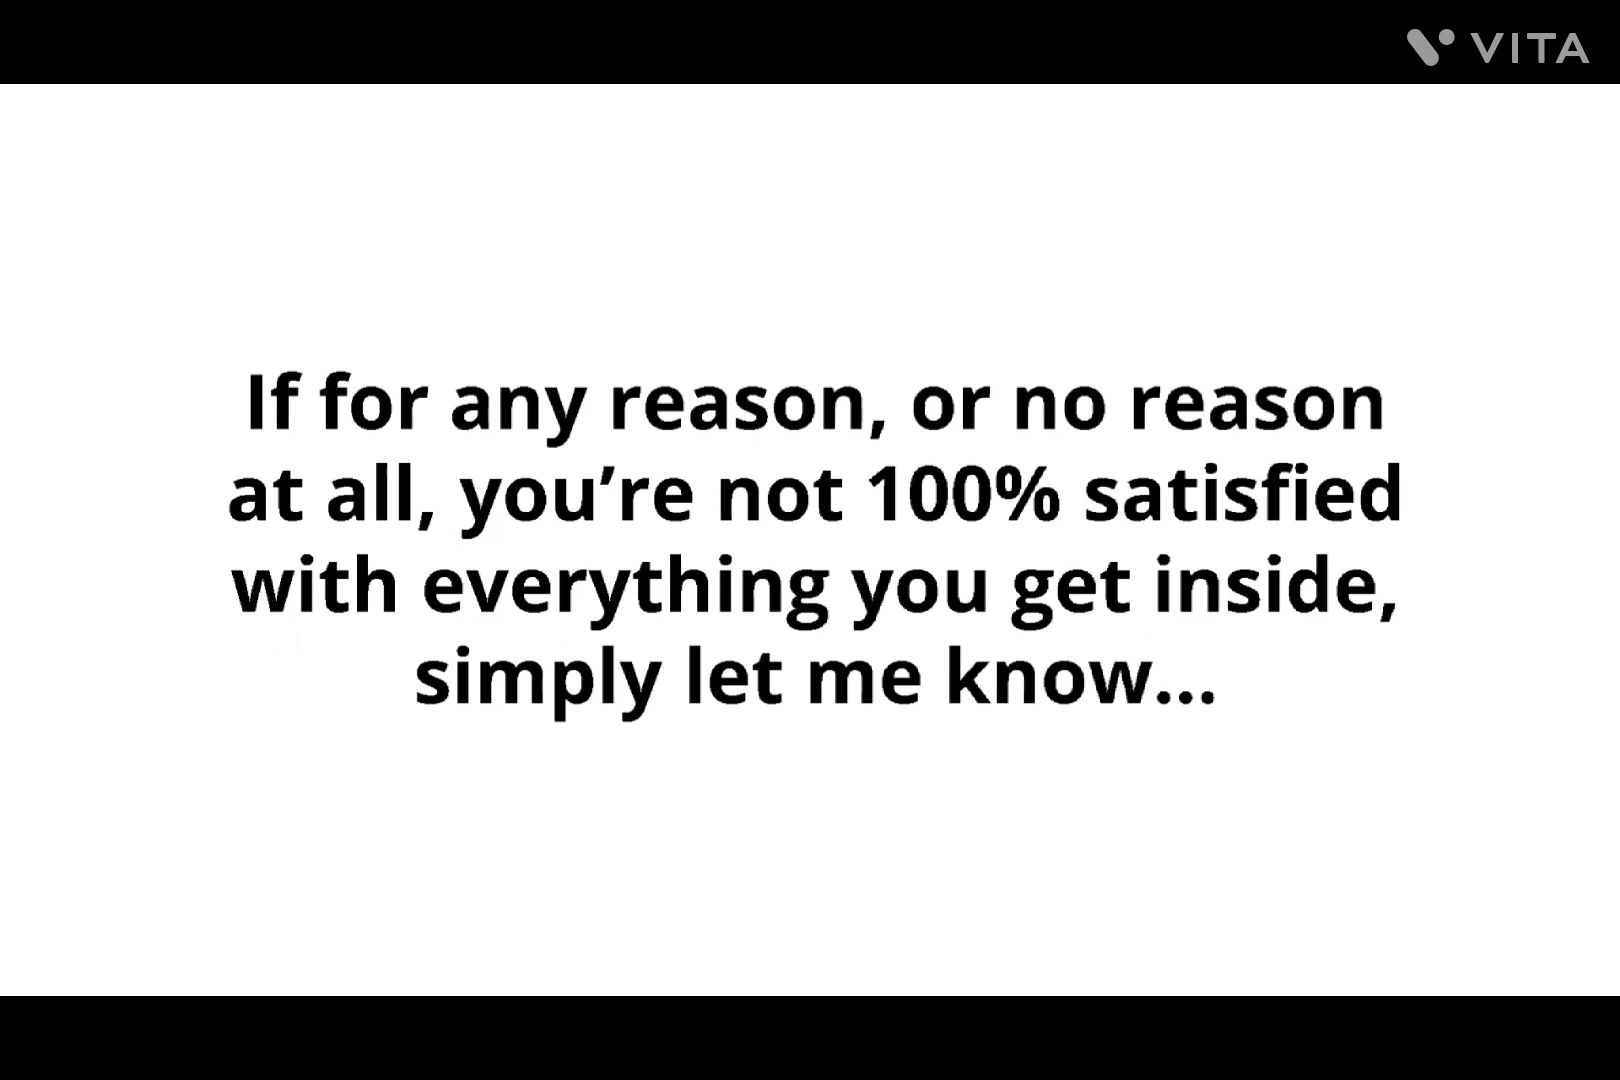 VITA
If for any reason, or no reason
at all, you’re not 100% satisfied
with everything you get inside,
simply let me know...